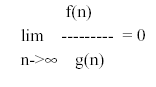 f(n)
lim --------- = 0
n->∞ g(n)